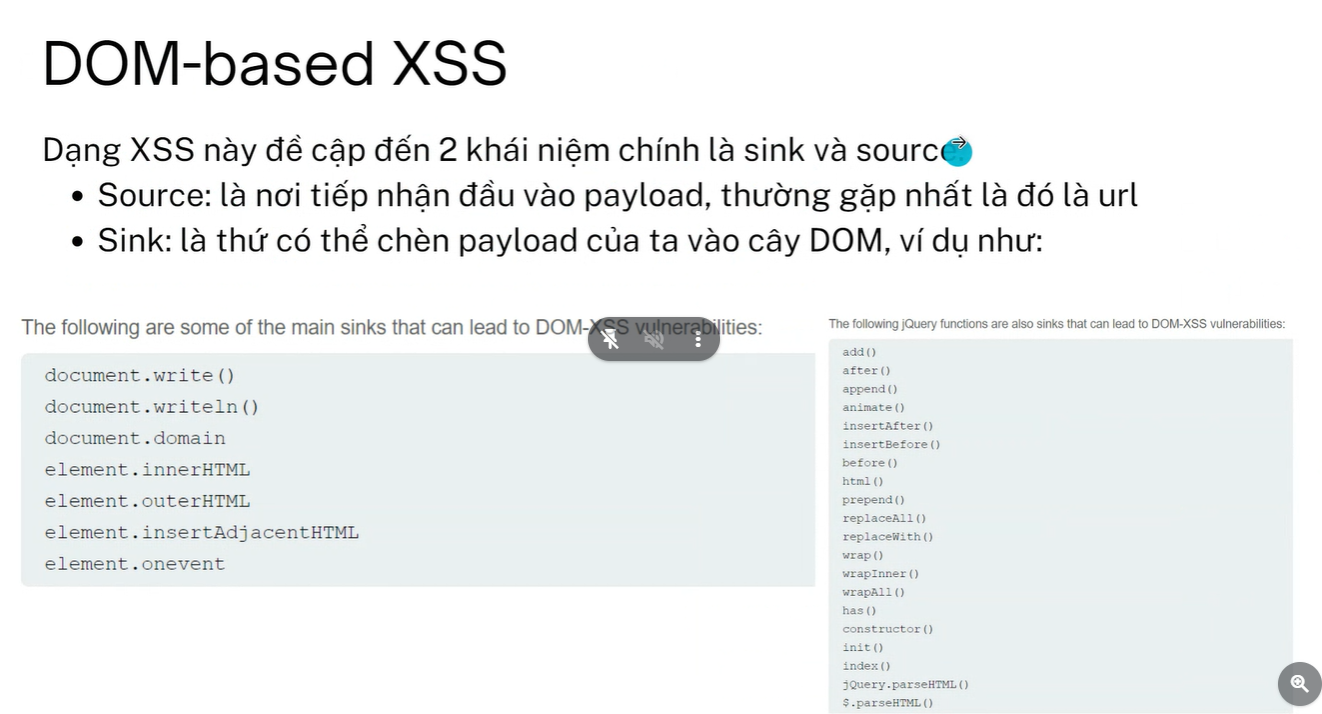 DOM-based XSS
Dạng XSS này đề cập đến 2 khái niệm chính là sink và source.
Source: là nơi tiếp nhận đầu vào payload, thường gặp nhất là đó là url
Sink: là thứ có thể chèn payload của ta vào cây DOM, ví dụ như:
The following are some of the main sinks that can lead to DOM-XSS vulnerabilities:
document.write()
document.writeln()
document.domain
element.innerHTML
element.outerHTML
element.insertAdjacentHTML
element.onevent
The following jQuery functions are also sinks that can lead to DOM-XSS vulnerabilities:
add()
after()
append()
animate()
insertAfter()
insertBefore()
before()
html()
prepend()
replaceAll()
replaceWith()
wrap()
wrapInner()
wrapAll()
has()
constructor()
init()
index()
jQuery.parseHTML()
$.parseHTML()